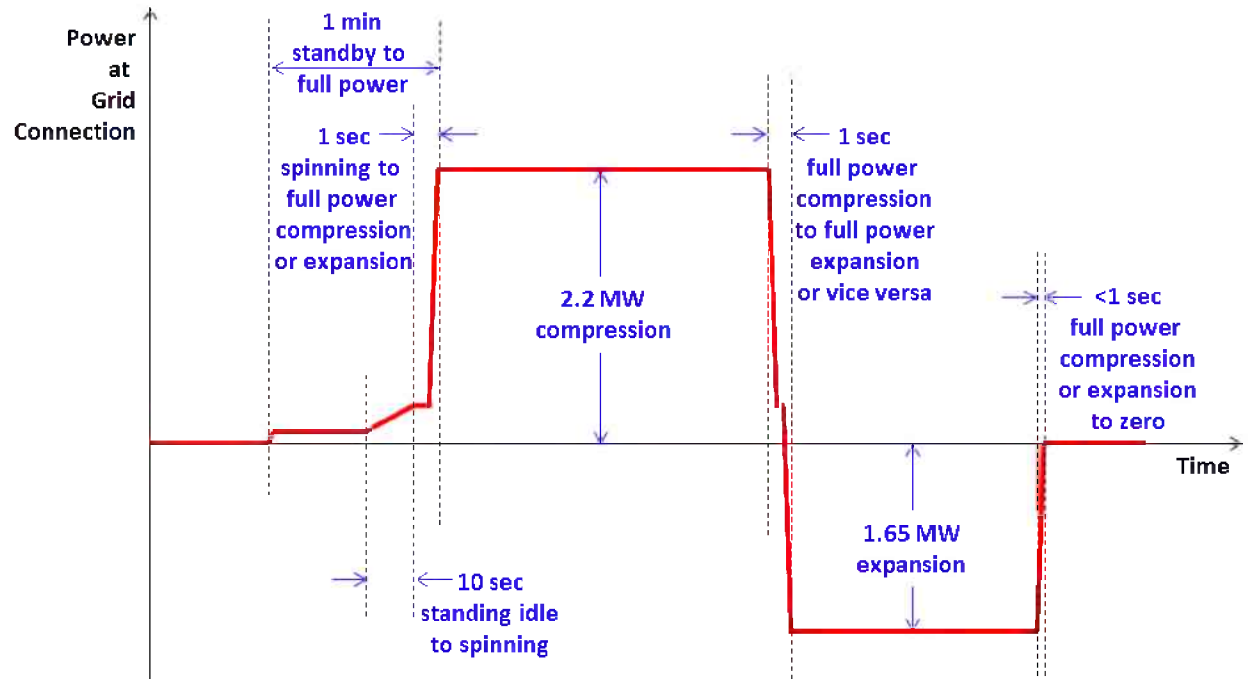 Power
at
Grid
Connection
1 min
standby to
full power
1 sec
spinning to
full power
compression
or expansion
2.2 MW
compression
1 sec
full power
compression
to full power
expansion
or vice versa
<1 sec
full power
compression
or expansion
to zero
Time
1.65 MW
expansion
10 sec
standing idle
to spinning